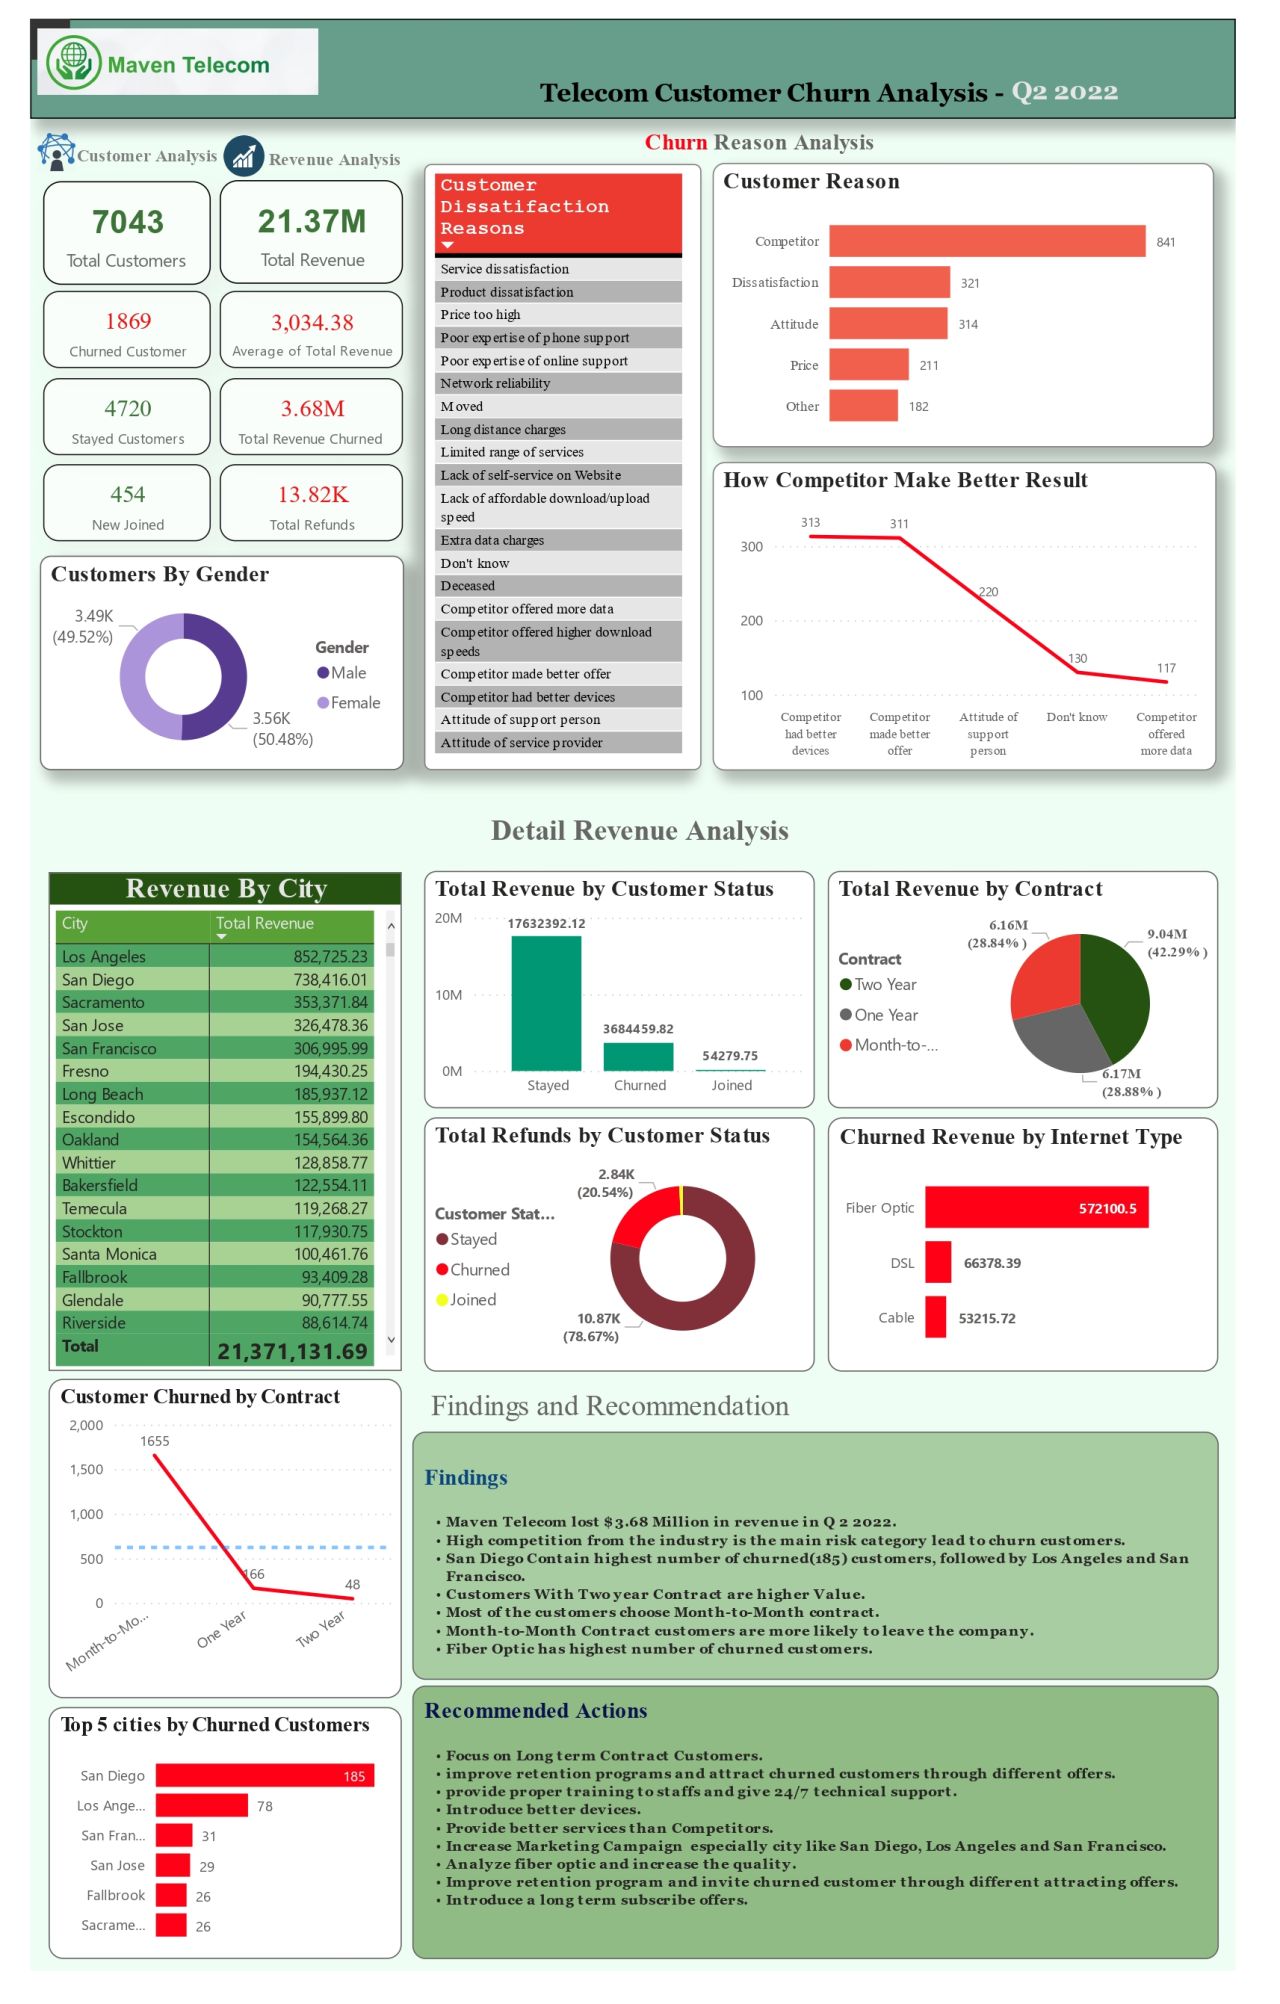 Maven Telecom
Telecom Customer Churn Analysis - Q2 2022
Customer Analysis
Revenue Analysis
7043
Total Customers
21.37M
Total Revenue
1869
Churned Customer
3,034.38
Average of Total Revenue
4720
Stayed Customers
3.68M
Total Revenue Churned
454
New Joined
13.82K
Total Refunds
Customers By Gender
3.49K
(49.52%)
3.56K
(50.48%)
Gender
Male
Female
Churn Reason Analysis
Customer
Dissatifaction
Reasons
Service dissatisfaction
Product dissatisfaction
Price too high
Poor expertise of phone support
Poor expertise of online support
Network reliability
Moved
Long distance charges
Limited range of services
Lack of self-service on Website
Lack of affordable download/upload
speed
Extra data charges
Don't know
Deceased
Competitor offered more data
Competitor offered higher download
speeds
Competitor made better offer
Competitor had better devices
Attitude of support person
Attitude of service provider
Customer Reason
Competitor 841
Dissatisfaction 321
Attitude 314
Price 211
Other 182
How Competitor Make Better Result
300
200
100
313
311
220
130
117
Competitor
had better
devices
Competitor
made better
offer
Attitude of
support
person
Don't know
Competitor
offered
more data
Detail Revenue Analysis
Revenue By City
City Total Revenue
Los Angeles 852,725.23
San Diego 738,416.01
Sacramento 353,371.84
San Jose 326,478.36
San Francisco 306,995.99
Fresno 194,430.25
Long Beach 185,937.12
Escondido 155,899.80
Oakland 154,564.36
Whittier 128,858.77
Bakersfield 122,554.11
Temecula 119,268.27
Stockton 117,930.75
Santa Monica 100,461.76
Fallbrook 93,409.28
Glendale 90,777.55
Riverside 88,614.74
Total 21,371,131.69
Total Revenue by Customer Status
20M
10M
0M
17632392.12
3684459.82
54279.75
Stayed
Churned
Joined
Total Revenue by Contract
Contract
Two Year
One Year
Month-to-...
6.16M
(28.84% )
9.04M
(42.29% )
6.17M
(28.88% )
Total Refunds by Customer Status
Customer Stat...
Stayed
Churned
Joined
2.84K
(20.54%)
10.87K
(78.67%)
Churned Revenue by Internet Type
Fiber Optic 572100.5
DSL 66378.39
Cable 53215.72
Customer Churned by Contract
2,000
1,500
1,000
500
0
1655
166
48
Month-to-Mo...
One Year
Two Year
Top 5 cities by Churned Customers
San Diego 185
Los Ange... 78
San Fran... 31
San Jose 29
Fallbrook 26
Sacrame... 26
Findings and Recommendation
Findings
• Maven Telecom lost $3.68 Million in revenue in Q 2 2022.
• High competition from the industry is the main risk category lead to churn customers.
• San Diego Contain highest number of churned(185) customers, followed by Los Angeles and San
Francisco.
• Customers With Two year Contract are higher Value.
• Most of the customers choose Month-to-Month contract.
• Month-to-Month Contract customers are more likely to leave the company.
• Fiber Optic has highest number of churned customers.
Recommended Actions
• Focus on Long term Contract Customers.
• improve retention programs and attract churned customers through different offers.
• provide proper training to staffs and give 24/7 technical support.
• Introduce better devices.
• Provide better services than Competitors.
• Increase Marketing Campaign especially city like San Diego, Los Angeles and San Francisco.
• Analyze fiber optic and increase the quality.
• Improve retention program and invite churned customer through different attracting offers.
• Introduce a long term subscribe offers.